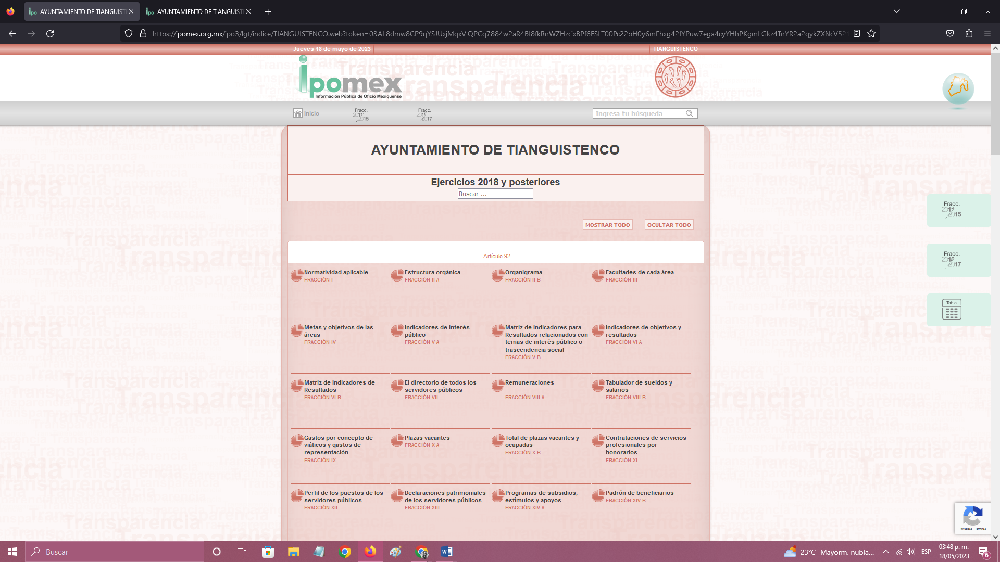 AYUNTAMIENTO DE TIANGUIST
AYUNTAMIENTO DE TIANGUIST
https://ipomex.org.mx/ipo3/lgt/indice/TIANGUISTENCO.web?token=
Jueves 18 de mayo de 2023
TIANGUISTENCO
ipomex
Información Pública de Oficio Mexiquense
Inicio
Fracc.
2015
Fracc.
2017
Ingresa tu búsqueda
AYUNTAMIENTO DE TIANGUISTENCO
Ejercicios 2018 y posteriores
Buscar ...
MOSTRAR TODO
OCULTAR TODO
Fracc.
2015
Fracc.
2017
Tabla
Artículo 92
Normatividad aplicable
FRACCIÓN I
Estructura orgánica
FRACCIÓN II A
Organigrama
FRACCIÓN II B
Facultades de cada área
FRACCIÓN III
Metas y objetivos de las
áreas
FRACCIÓN IV
Indicadores de interés
público
FRACCIÓN V A
Matriz de Indicadores para
Resultados relacionados con
temas de interés público o
trascendencia social
FRACCIÓN V B
Indicadores de objetivos y
resultados
FRACCIÓN VI A
Matriz de Indicadores de
Resultados
FRACCIÓN VI B
El directorio de todos los
servidores públicos
FRACCIÓN VII
Remuneraciones
FRACCIÓN VIII A
Tabulador de sueldos y
salarios
FRACCIÓN VIII B
Gastos por concepto de
viáticos y gastos de
representación
FRACCIÓN IX
Plazas vacantes
FRACCIÓN X A
Total de plazas vacantes y
ocupadas
FRACCIÓN X B
Contrataciones de servicios
profesionales por
honorarios
FRACCIÓN XI
Perfil de los puestos de los
servidores públicos
FRACCIÓN XII
Declaraciones patrimoniales
de los servidores públicos
FRACCIÓN XIII
Programas de subsidios,
estímulos y apoyos
FRACCIÓN XIV A
Padrón de beneficiarios
FRACCIÓN XIV B
Privacidad • Términos
Buscar
23°C Mayorm. nubla...
ESP
03:48 p. m.
18/05/2023
6